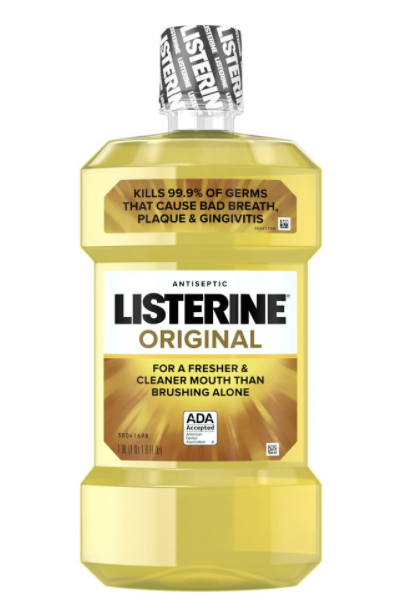 LISTERINE
LISTERINE
KILLS 99.9% OF GERMS
THAT CAUSE BAD BREATH,
PLAQUE & GINGIVITIS
ANTISEPTIC
LISTERINE®
ORIGINAL
FOR A FRESHER &
CLEANER MOUTH THAN
BRUSHING ALONE
ADA
Accepted
American
Dental
Association